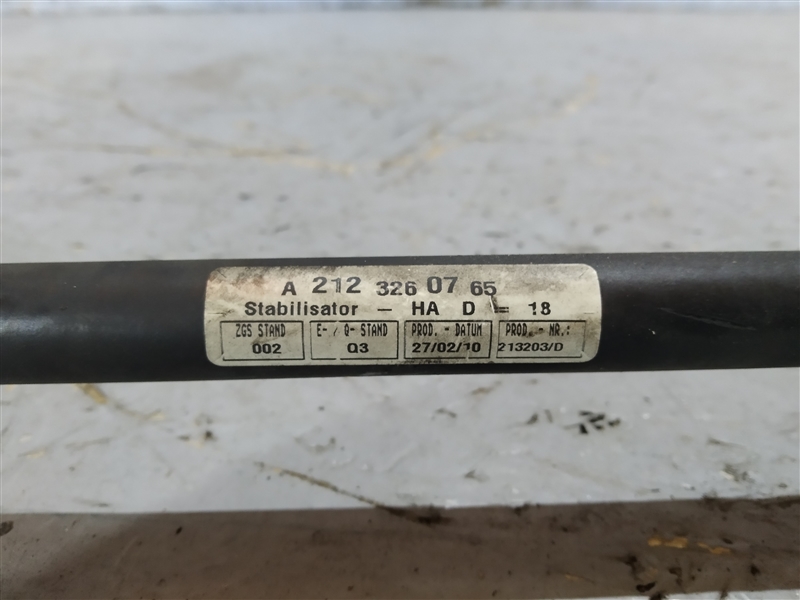 A 212 326 07 65
Stabilisator - HA D = 18
ZGS STAND E- / Q-STAND PROD. - DATUM PROD. - NR.:
002 Q3 27/02/10 213203/D